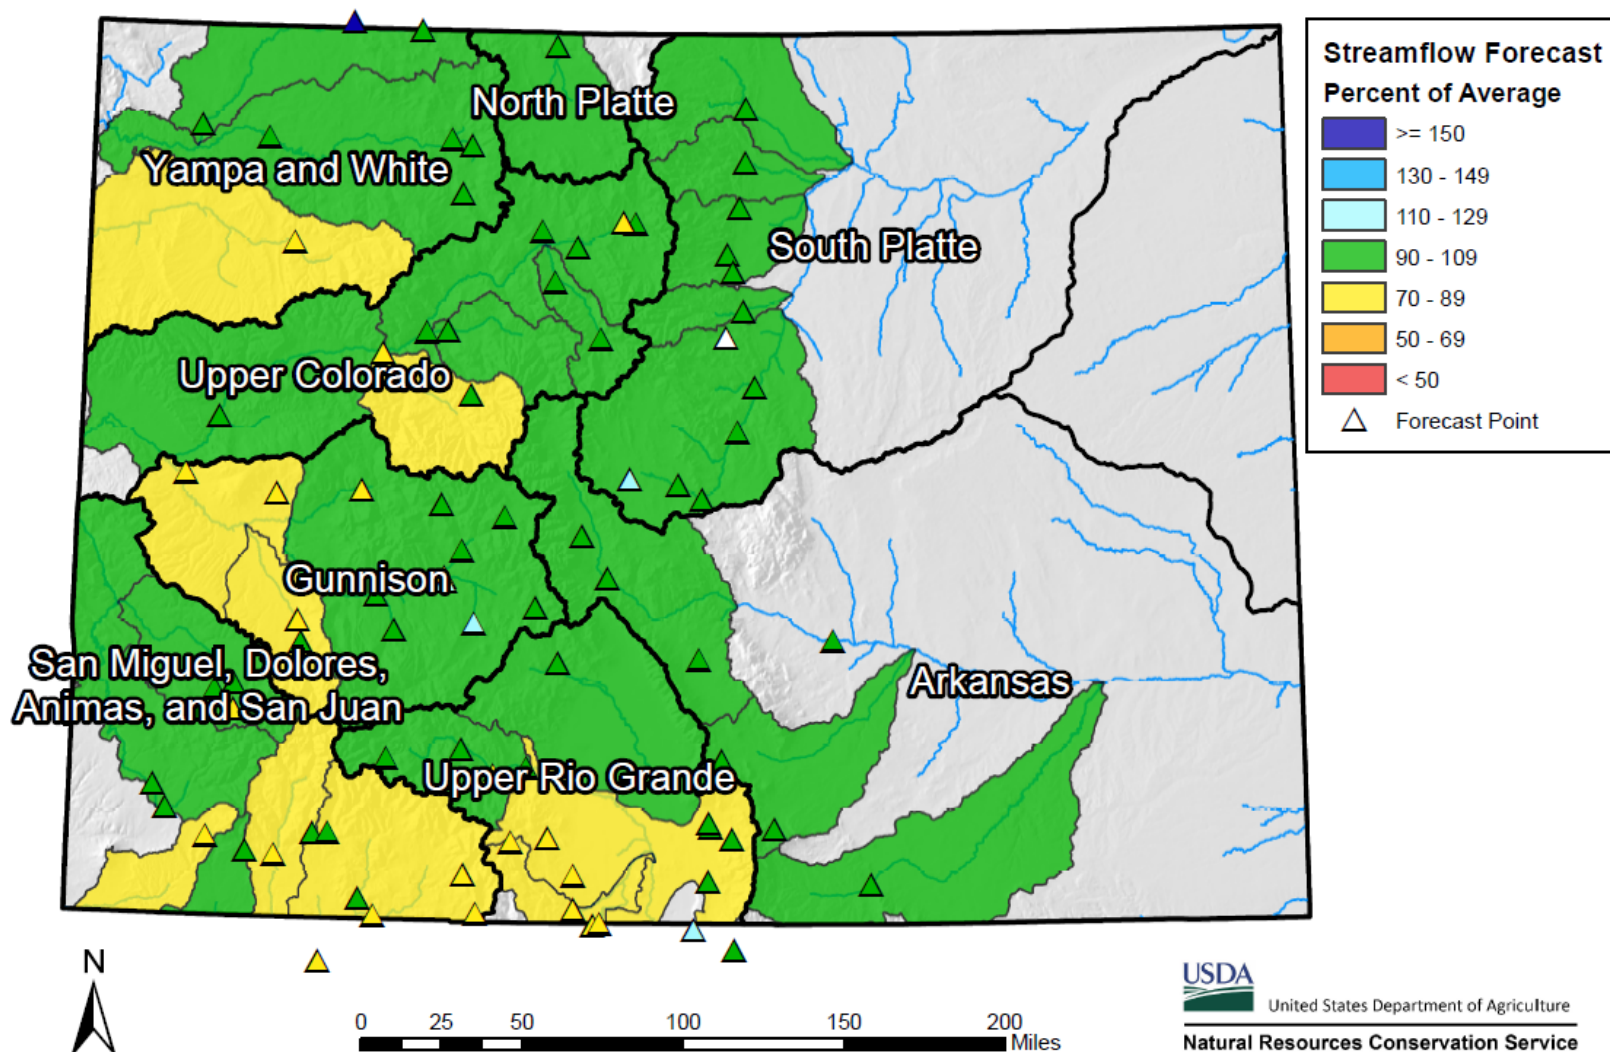 North Platte
Yampa and White
South Platte
Upper Colorado
Gunnison
San Miguel, Dolores,
Animas, and San Juan
Arkansas
Upper Rio Grande
Streamflow Forecast
Percent of Average
>= 150
130 - 149
110 - 129
90 - 109
70 - 89
50 - 69
< 50
Forecast Point
N
0 25 50 100 150 200
Miles
USDA
United States Department of Agriculture
Natural Resources Conservation Service